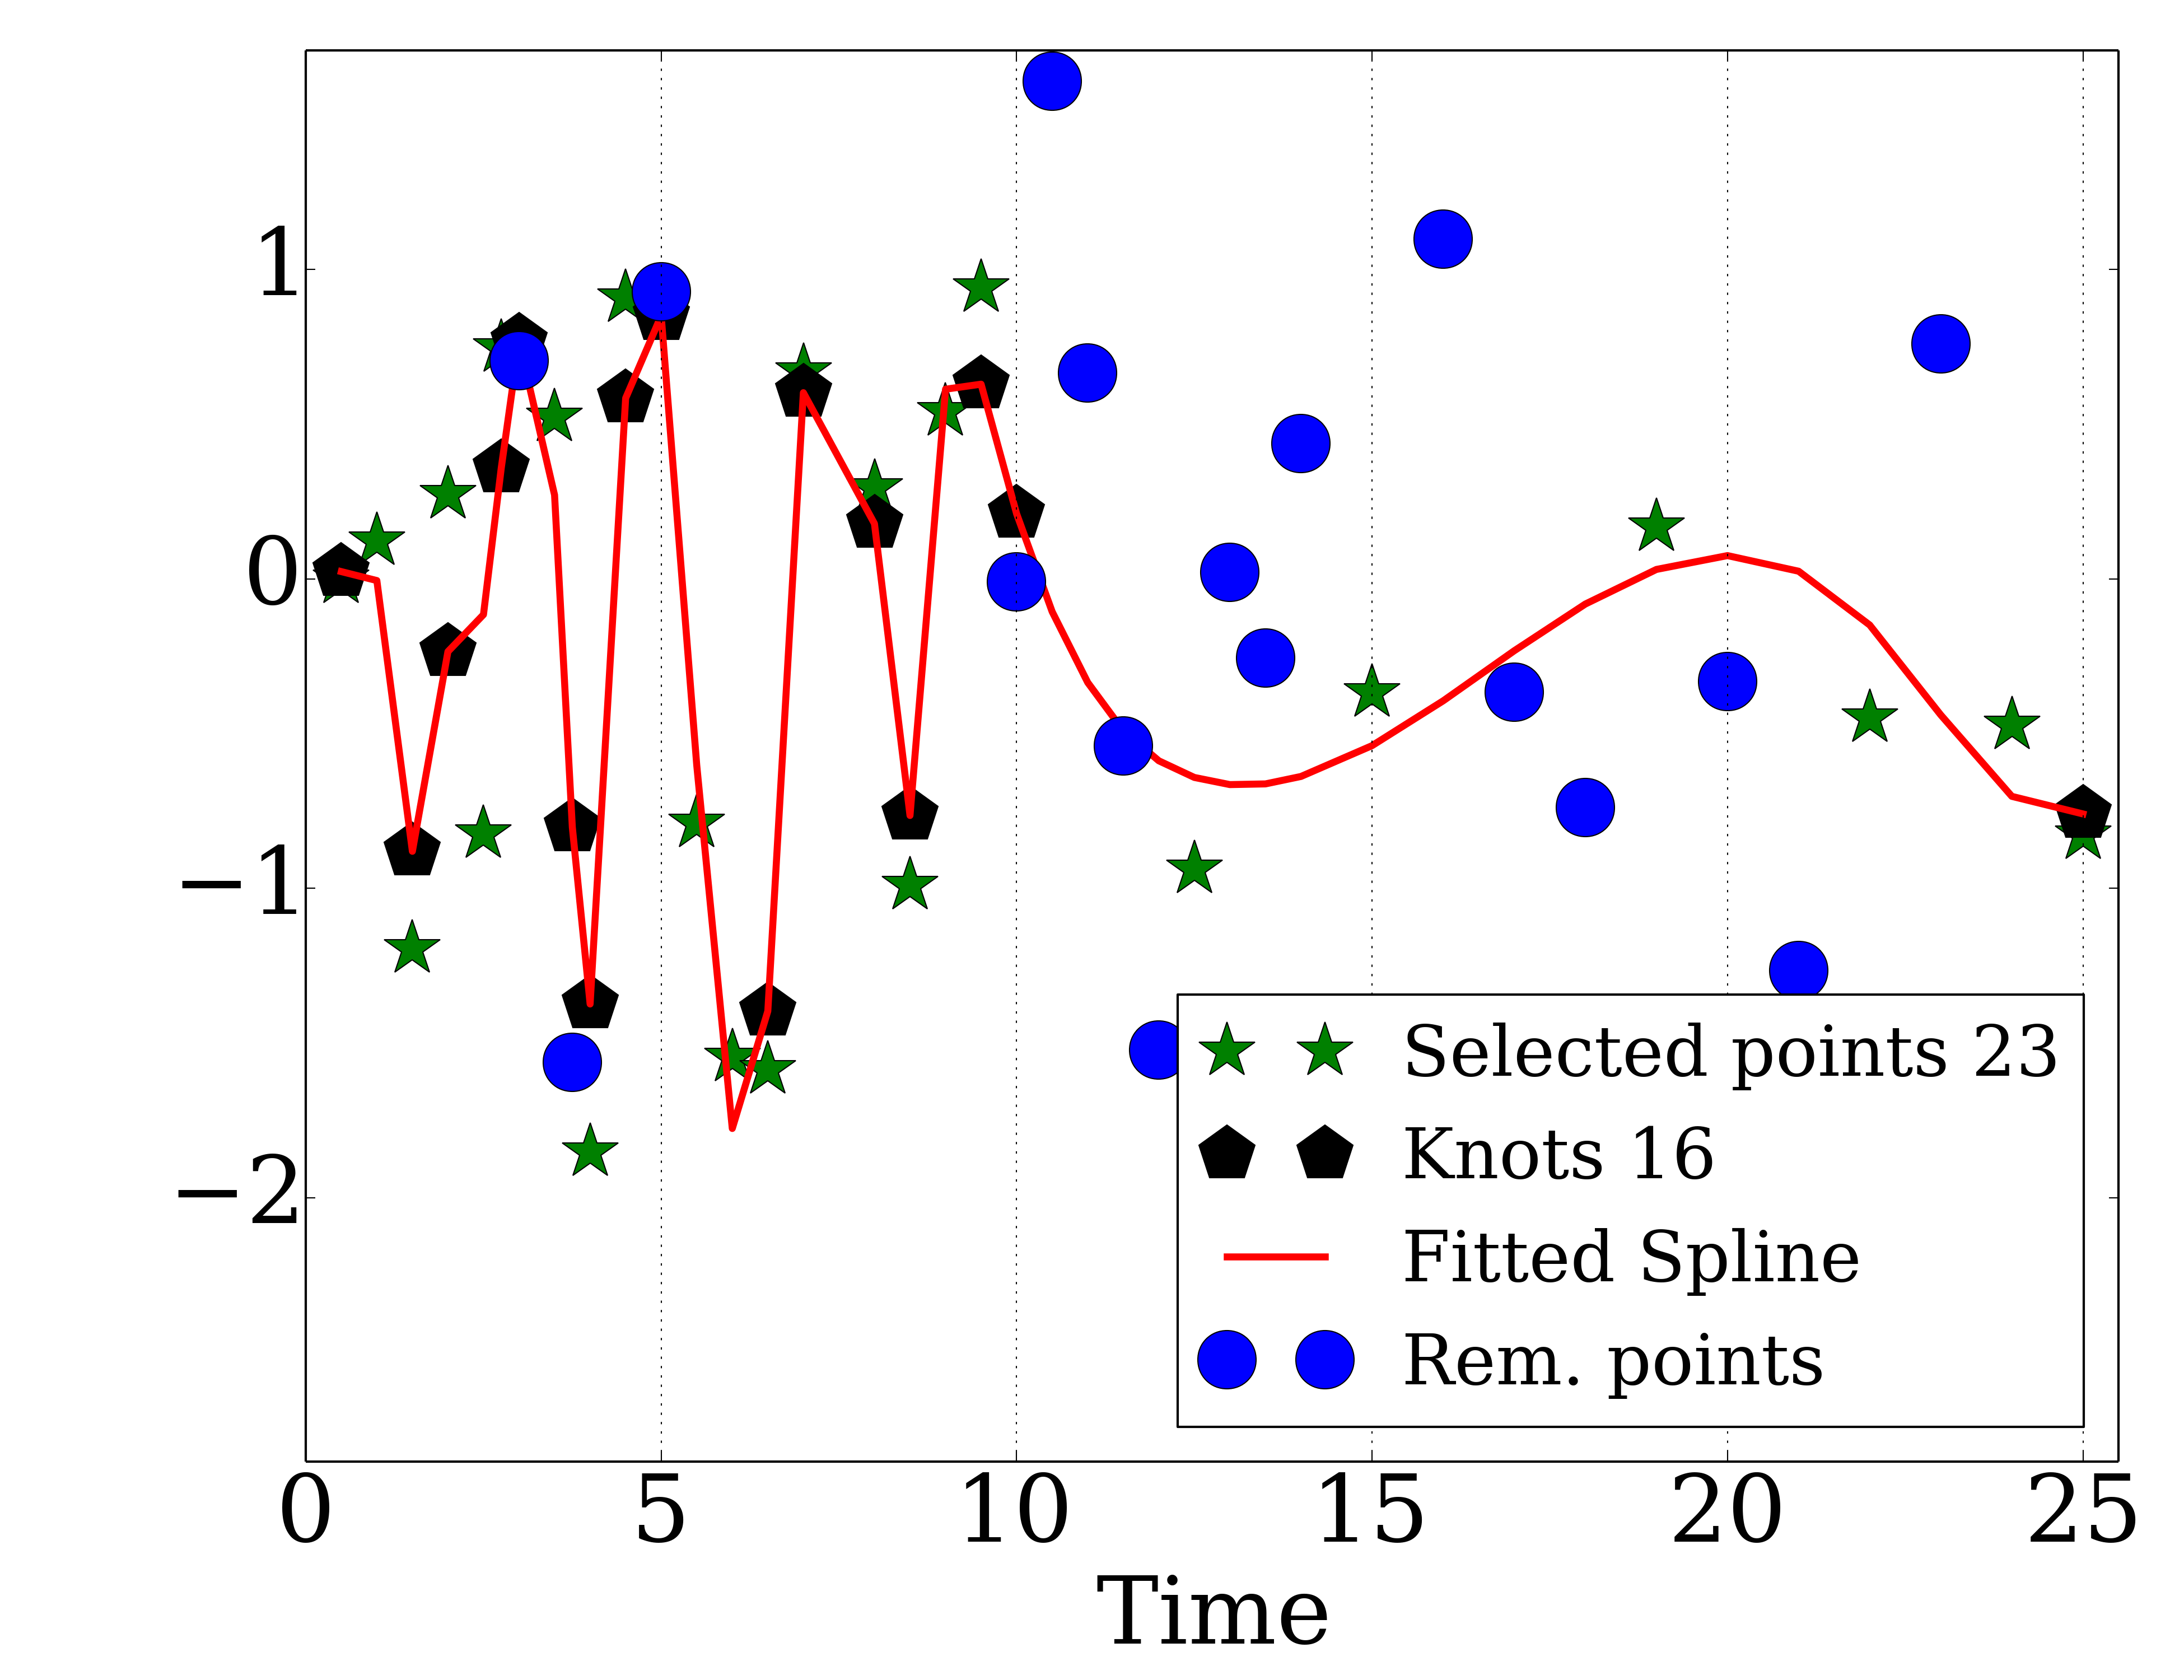 1
0
−1
−2
Selected points 23
Knots 16
Fitted Spline
Rem. points
0 5 10 15 20 25
Time